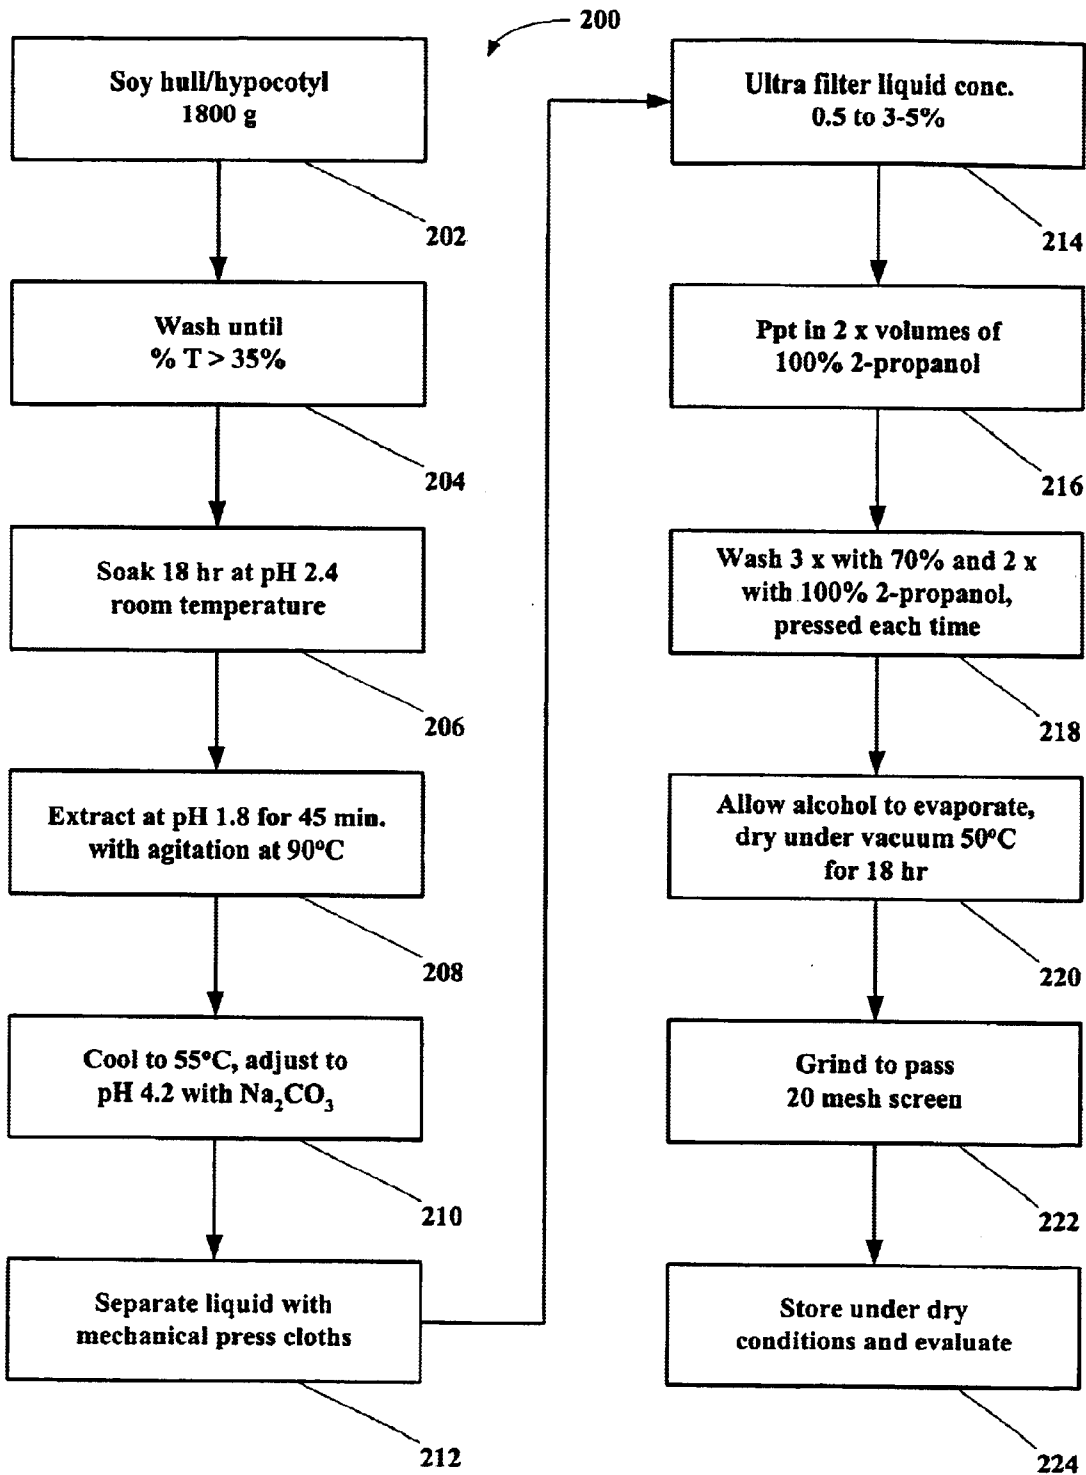 200
Soy hull/hypocotyl
1800 g
202
Wash until
% T > 35%
204
Soak 18 hr at pH 2.4
room temperature
206
Extract at pH 1.8 for 45 min.
with agitation at 90°C
208
Cool to 55°C, adjust to
pH 4.2 with Na₂CO₃
210
Separate liquid with
mechanical press cloths
212
Ultra filter liquid conc.
0.5 to 3-5%
214
Ppt in 2 x volumes of
100% 2-propanol
216
Wash 3 x with 70% and 2 x
with 100% 2-propanol,
pressed each time
218
Allow alcohol to evaporate,
dry under vacuum 50°C
for 18 hr
220
Grind to pass
20 mesh screen
222
Store under dry
conditions and evaluate
224